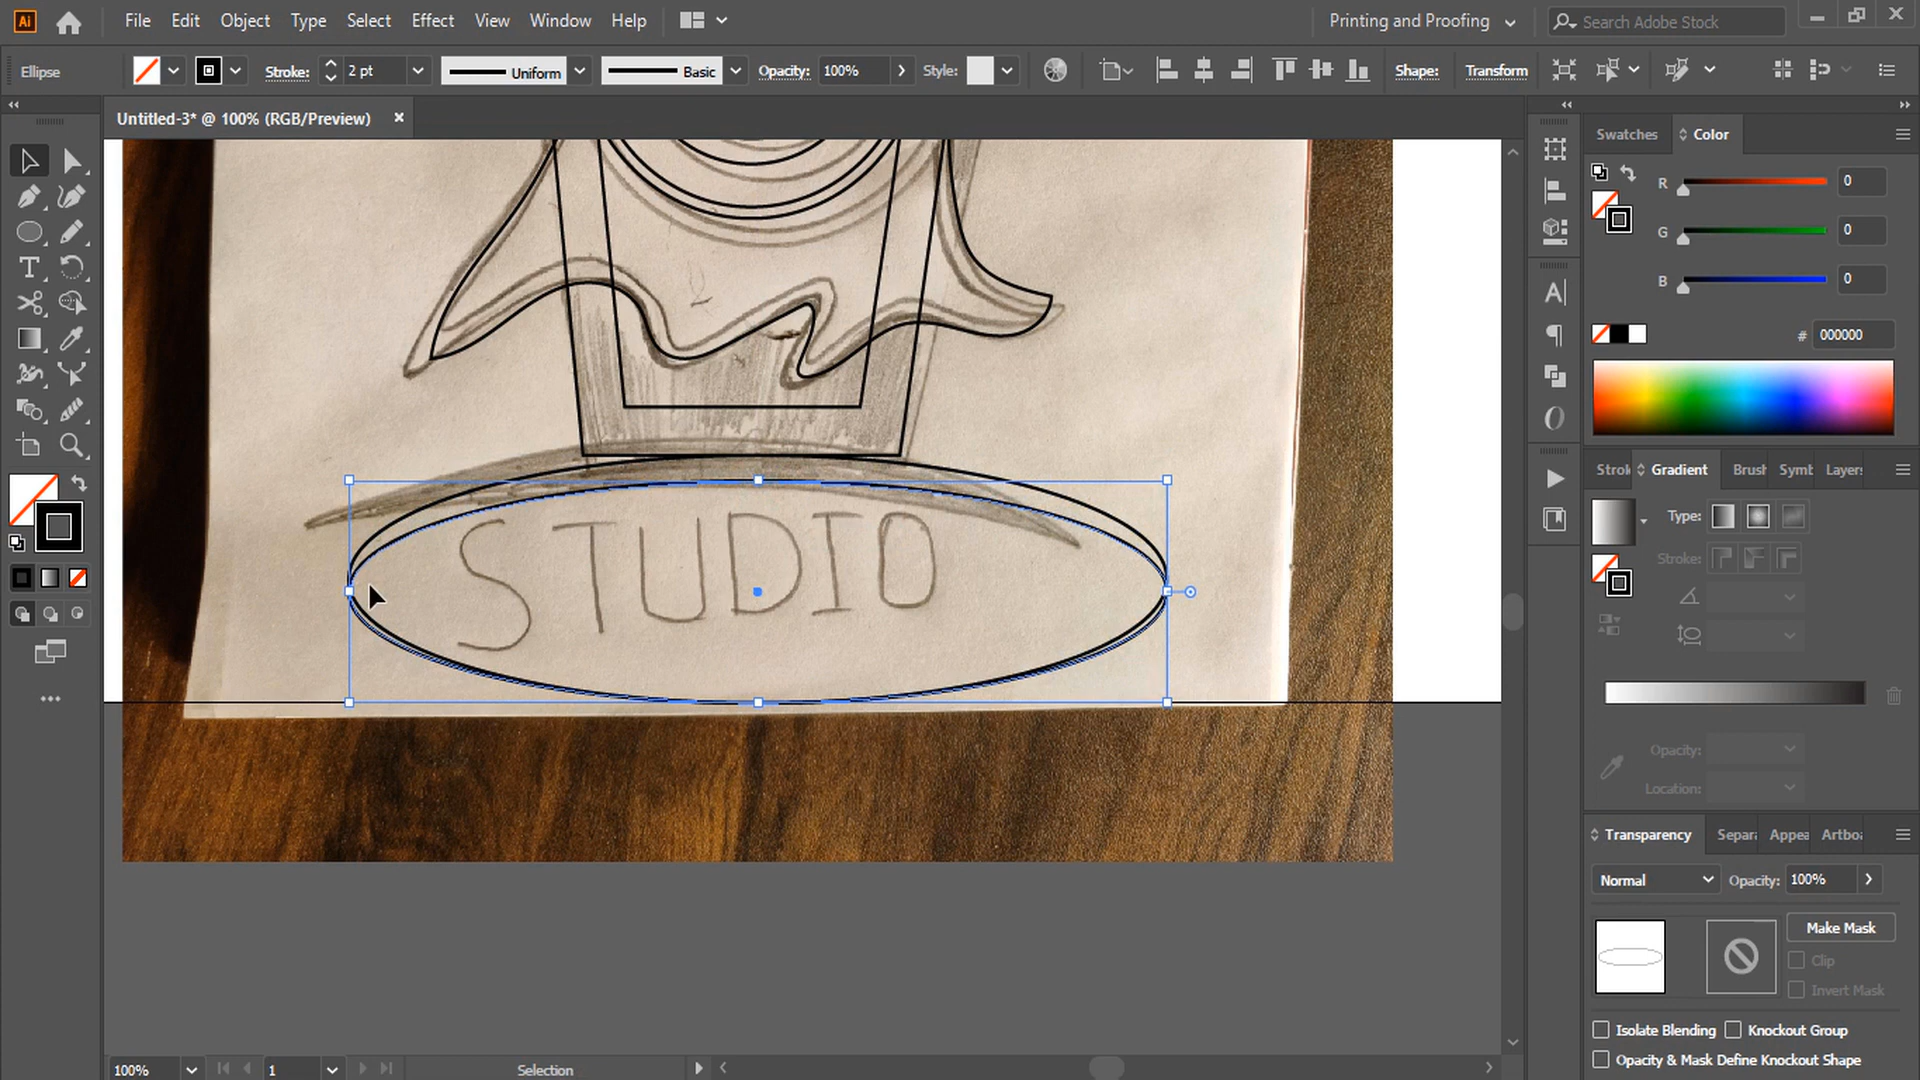 Ai File Edit Object Type Select Effect View Window Help Printing and Proofing Search Adobe Stock
Ellipse Stroke: 2 pt Uniform Basic Opacity: 100% Style: Shape: Transform
Untitled-3* @ 100% (RGB/Preview) ×
Swatches Color
R 0
G 0
B 0
# 000000
Strok Gradient Brush Symb Layers
Type:
Stroke:
STUDIO
Opacity:
Location:
Transparency Separ Appea Artbo
Normal Opacity: 100%
Make Mask
Clip
Invert Mask
Isolate Blending Knockout Group
Opacity & Mask Define Knockout Shape
100% 1 Selection